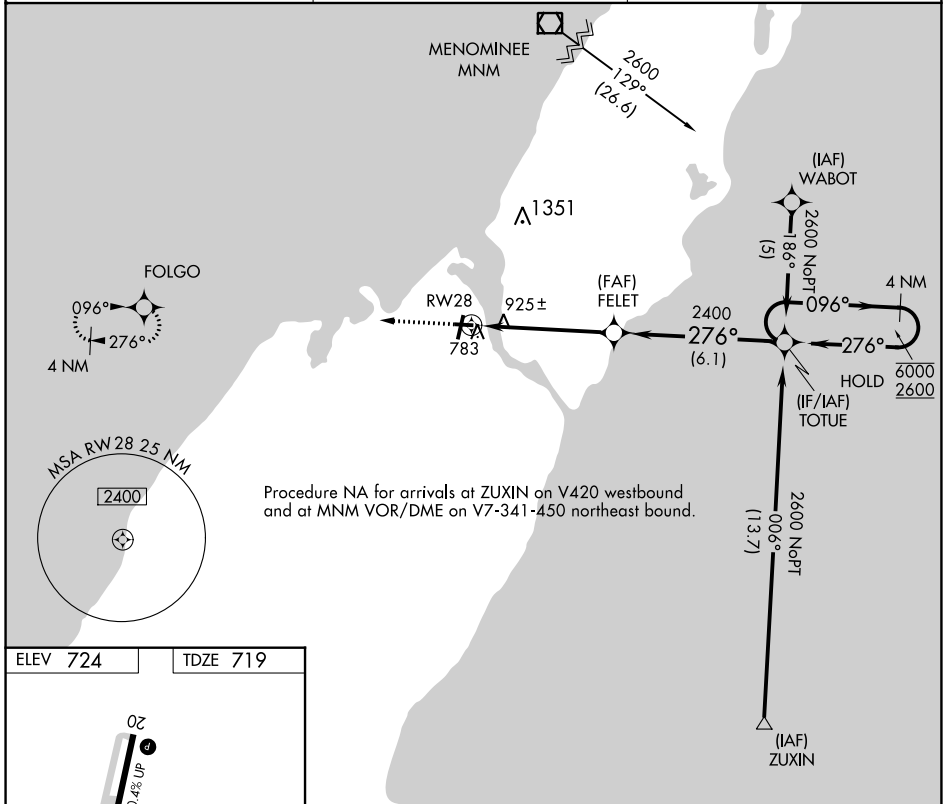 MENOMINEE
MNM
2600
129°
(26.6)
(IAF)
WABOT
1351
2600 NoPT
186°
(5)
FOLGO
096°
276°
4 NM
(FAF)
FELET
RW28
925±
783
2400
276°
(6.1)
096°
4 NM
276°
HOLD
6000
2600
(IF/IAF)
TOTUE
MSA RW28 25 NM
2400
Procedure NA for arrivals at ZUXIN on V420 westbound
and at MNM VOR/DME on V7-341-450 northeast bound.
2600 NoPT
006°
(13.7)
(IAF)
ZUXIN
ELEV 724
TDZE 719
20
P
0.4% UP